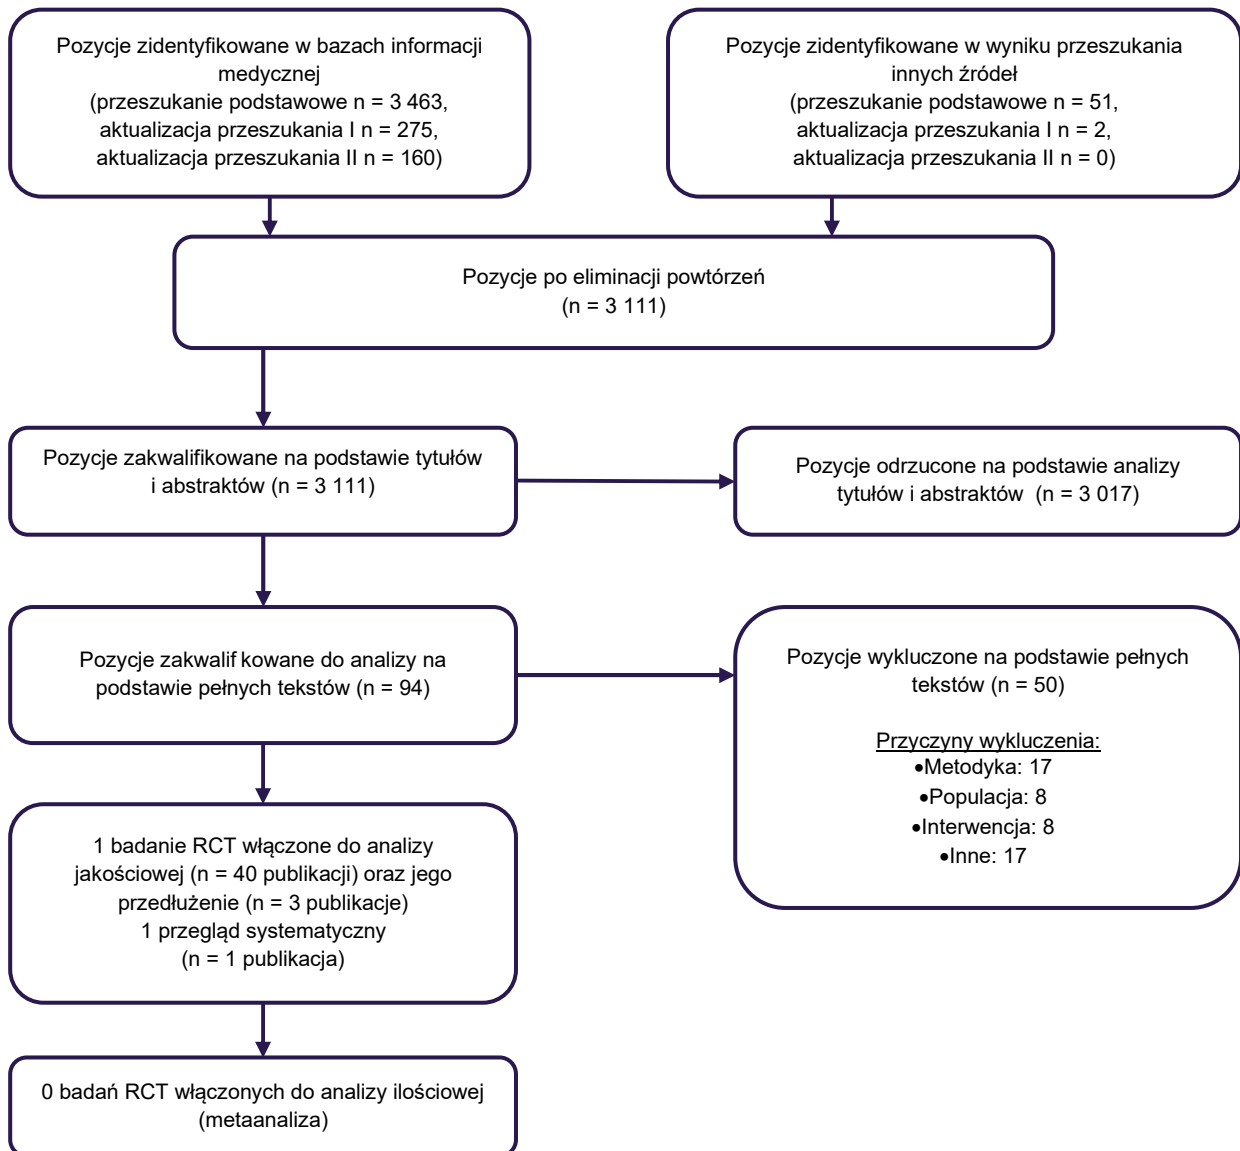 Pozycje zidentyfikowane w bazach informacji
medycznej
(przeszukanie podstawowe n = 3 463,
aktualizacja przeszukania I n = 275,
aktualizacja przeszukania II n = 160)
Pozycje zidentyfikowane w wyniku przeszukania
innych źródeł
(przeszukanie podstawowe n = 51,
aktualizacja przeszukania I n = 2,
aktualizacja przeszukania II n = 0)
Pozycje po eliminacji powtórzeń
(n = 3 111)
Pozycje zakwalifikowane na podstawie tytułów
i abstraktów (n = 3 111)
Pozycje odrzucone na podstawie analizy
tytułów i abstraktów (n = 3 017)
Pozycje zakwalif kowane do analizy na
podstawie pełnych tekstów (n = 94)
Pozycje wykluczone na podstawie pełnych
tekstów (n = 50)
Przyczyny wykluczenia:
•Metodyka: 17
•Populacja: 8
•Interwencja: 8
•Inne: 17
1 badanie RCT włączone do analizy
jakościowej (n = 40 publikacji) oraz jego
przedłużenie (n = 3 publikacje)
1 przegląd systematyczny
(n = 1 publikacja)
0 badań RCT włączonych do analizy ilościowej
(metaanaliza)